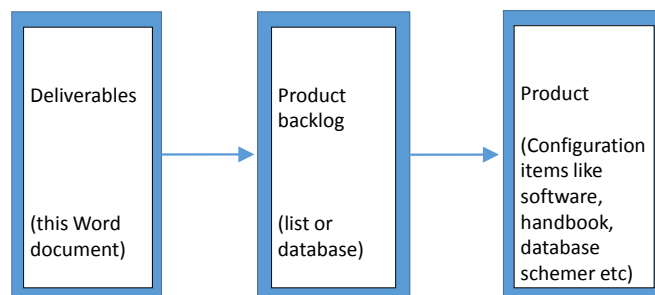 Deliverables
(this Word
document)
Product
backlog
(list or
database)
Product
(Configuration
items like
software,
handbook,
database
schemer etc)